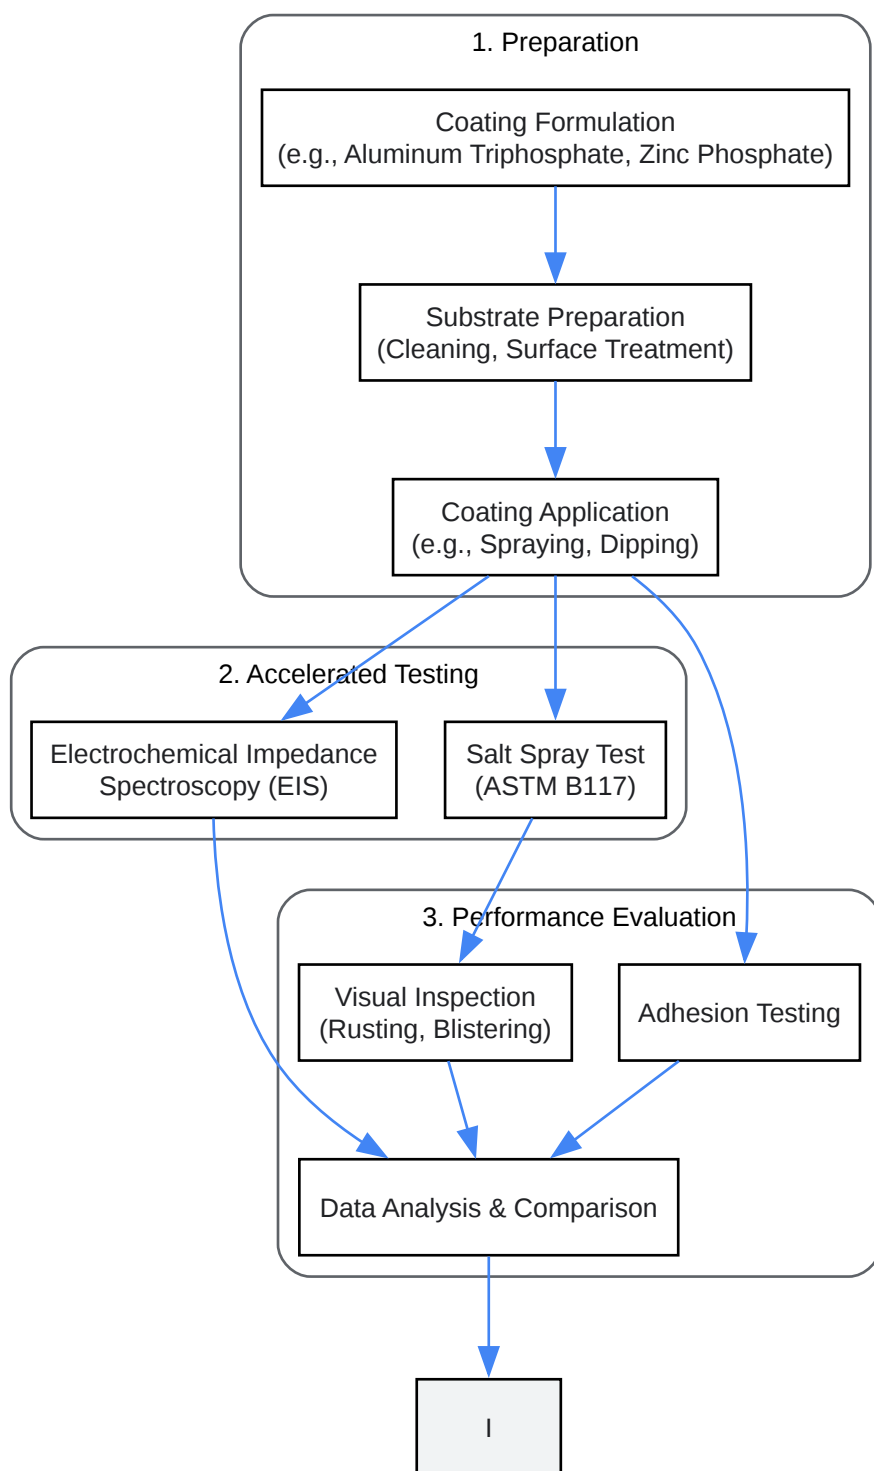 1. Preparation
Coating Formulation
(e.g., Aluminum Triphosphate, Zinc Phosphate)
Substrate Preparation
(Cleaning, Surface Treatment)
Coating Application
(e.g., Spraying, Dipping)
2. Accelerated Testing
Electrochemical Impedance
Spectroscopy (EIS)
Salt Spray Test
(ASTM B117)
3. Performance Evaluation
Visual Inspection
(Rusting, Blistering)
Adhesion Testing
Data Analysis & Comparison
I